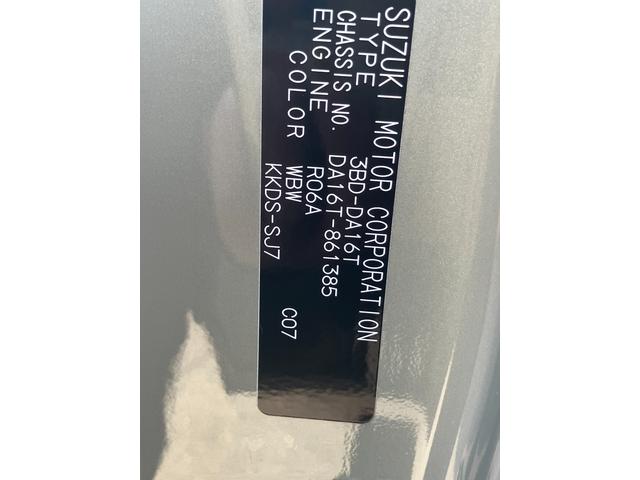 SUZUKI MOTOR CORPORATION
TYPE 3BD-DA16T
CHASSIS NO. DA16T-861385
ENGINE R06A
COLOR WBW C07
KKDS-SJ7